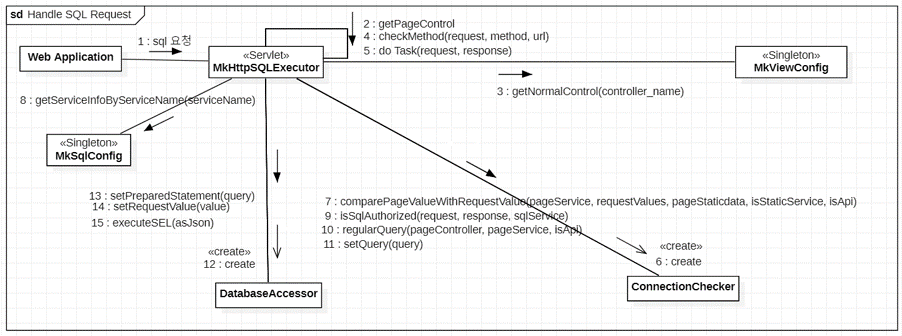 sd Handle SQL Request
2 : getPageControl
4 : checkMethod(request, method, url)
5 : do Task(request, response)
1 : sql 요청
Web Application
«Servlet»
MkHttpSQLExecutor
«Singleton»
MkViewConfig
3 : getNormalControl(controller_name)
8 : getServiceInfoByServiceName(serviceName)
«Singleton»
MkSqlConfig
13 : setPreparedStatement(query)
14 : setRequestValue(value)
15 : executeSEL(asJson)
7 : comparePageValueWithRequestValue(pageService, requestValues, pageStaticdata, isStaticService, isApi)
9 : isSqlAuthorized(request, response, sqlService)
10 : regularQuery(pageController, pageService, isApi)
11 : setQuery(query)
«create»
12 : create
«create»
6 : create
DatabaseAccessor
ConnectionChecker